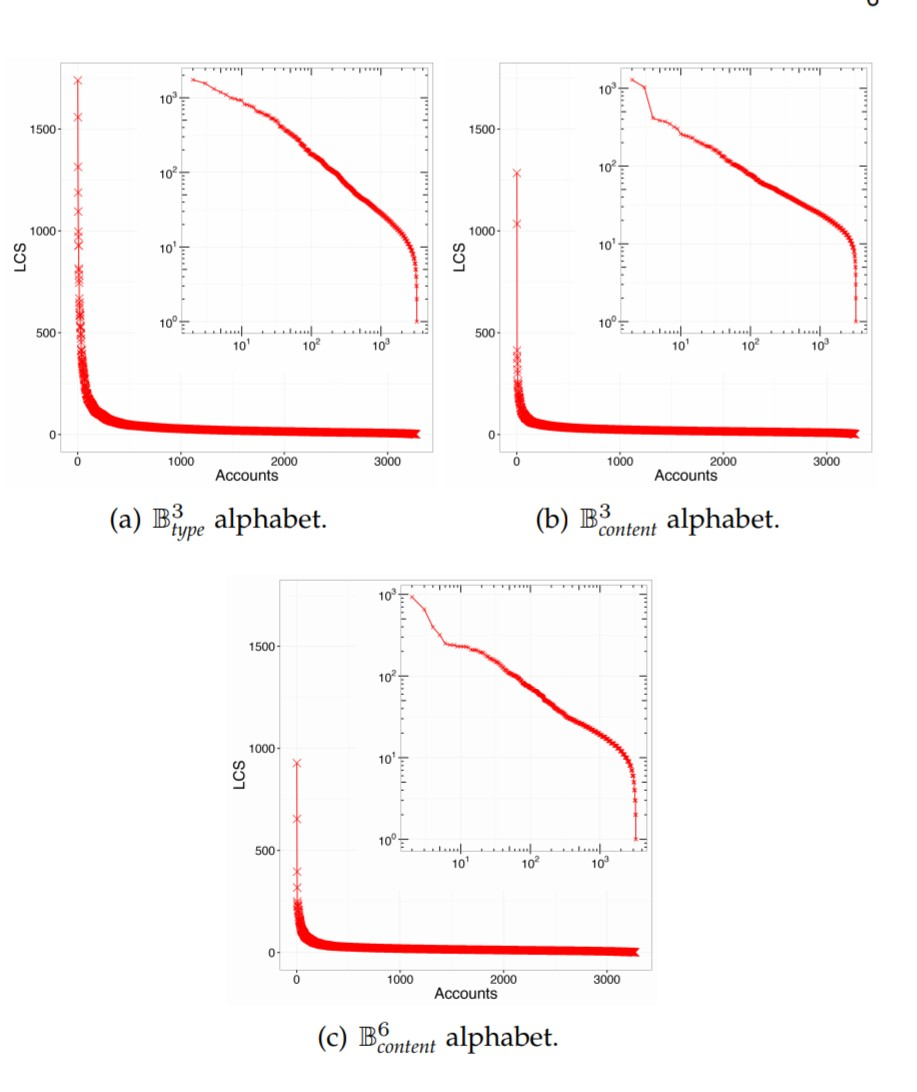 LCS
1500
1000
500
0
10³
10²
10¹
10⁰
10¹ 10² 10³
0 1000 2000 3000
Accounts
(a) 𝔹³type alphabet.
LCS
1500
1000
500
0
10³
10²
10¹
10⁰
10¹ 10² 10³
0 1000 2000 3000
Accounts
(b) 𝔹³content alphabet.
LCS
1500
1000
500
0
10³
10²
10¹
10⁰
10¹ 10² 10³
0 1000 2000 3000
Accounts
(c) 𝔹⁶content alphabet.